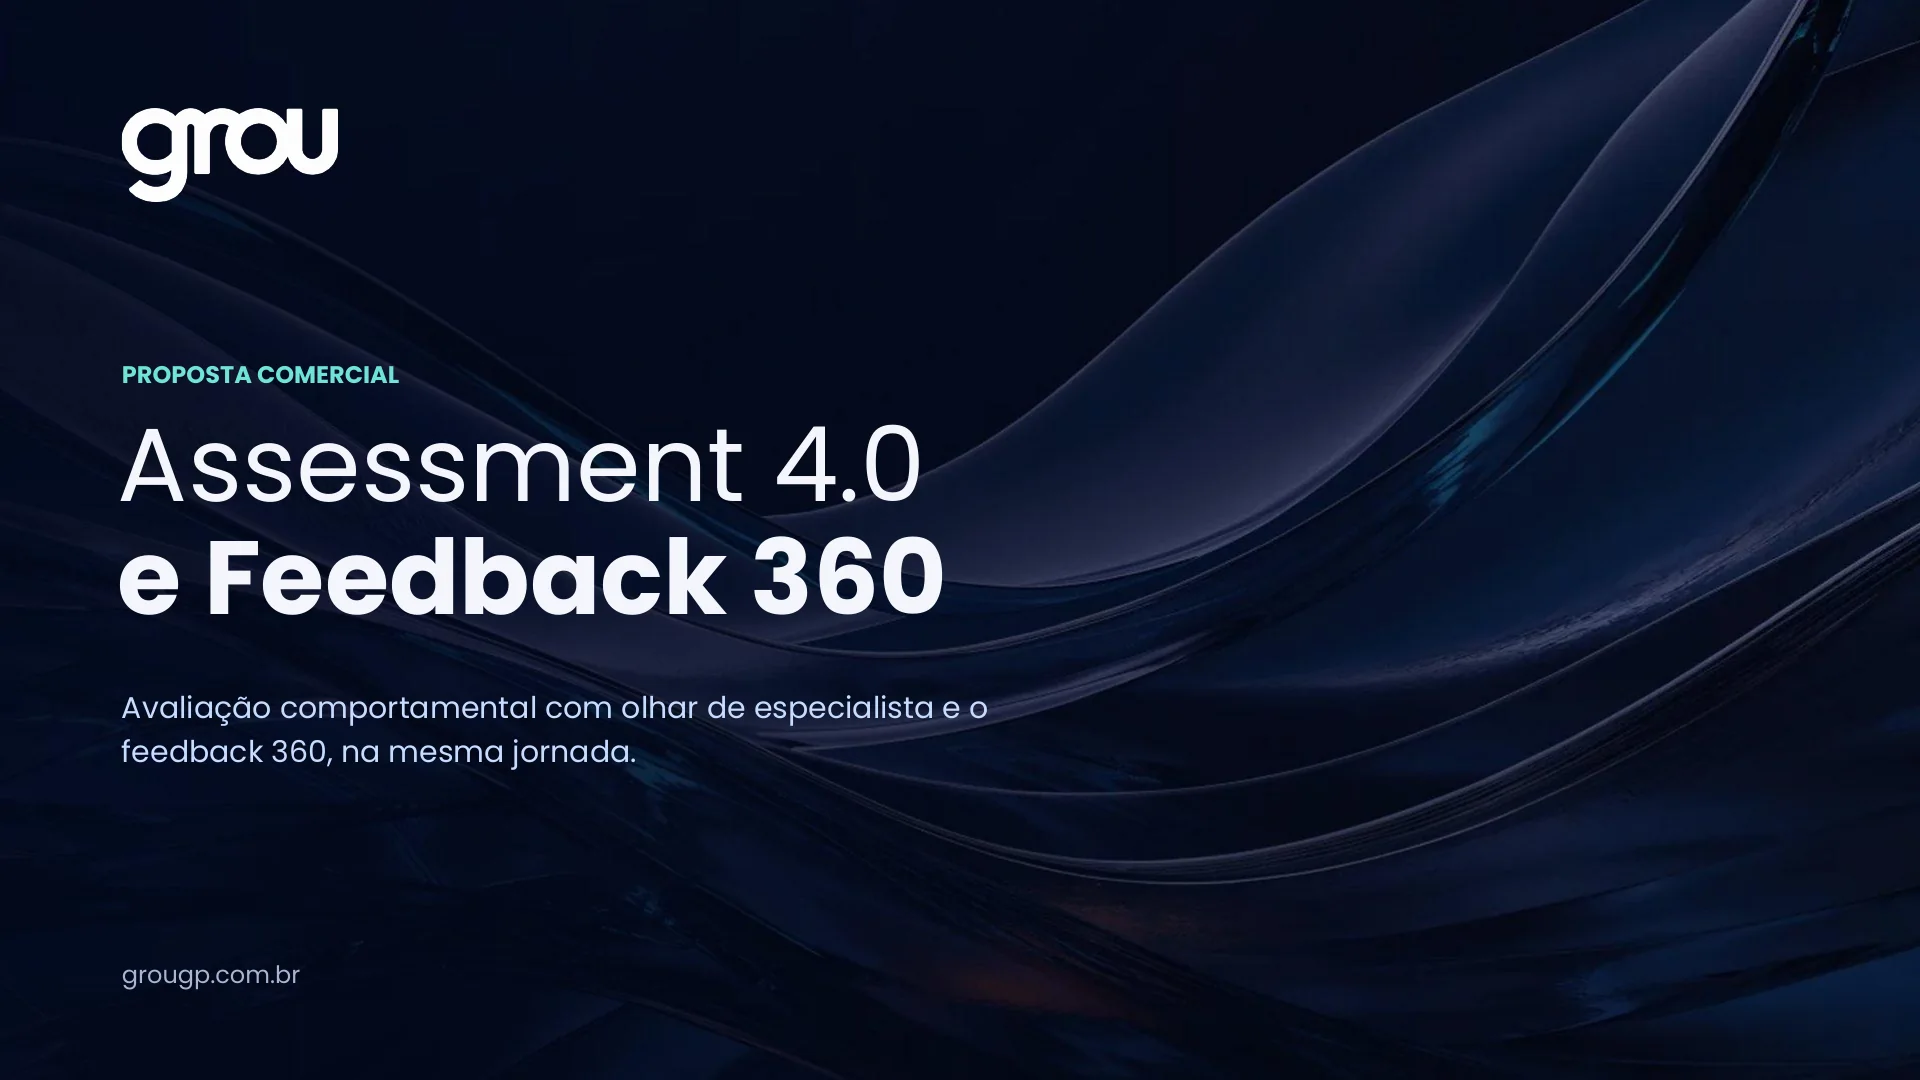 grou
PROPOSTA COMERCIAL
Assessment 4.0
e Feedback 360
Avaliação comportamental com olhar de especialista e o
feedback 360, na mesma jornada.
grougp.com.br